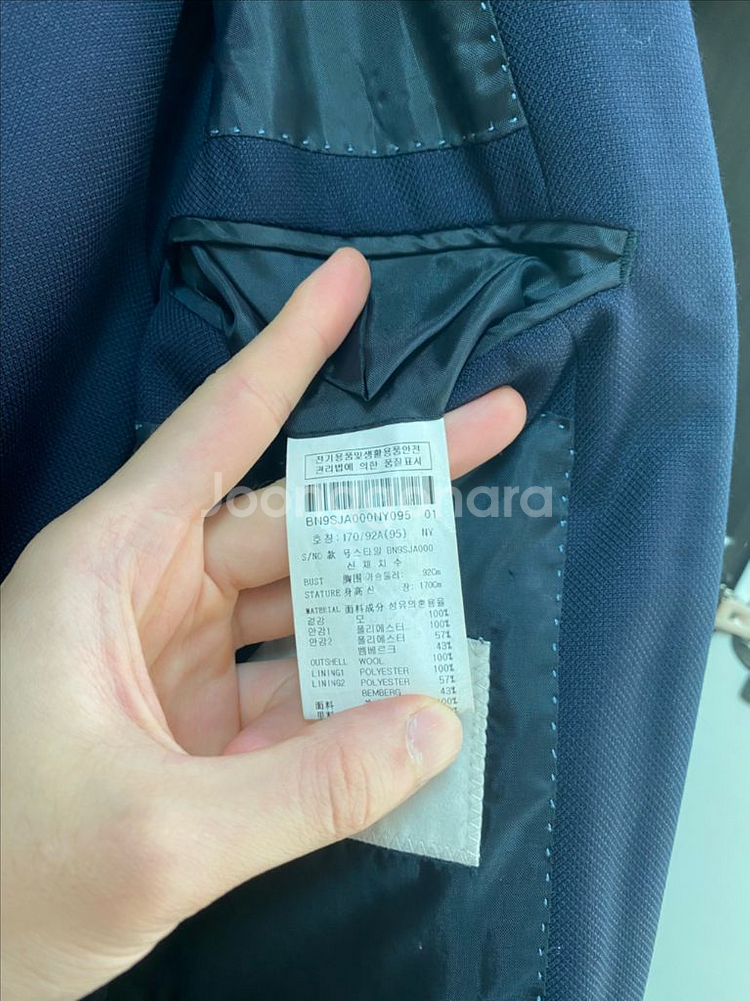 전기용품및생활용품안전
관리법에 의한 품질표시
BN9SJA000NY095 01
호칭:170/92A(95) NY
S/NO 款 号스타일 BN9SJA000
신체치수
BUST 胸围 가슴둘레: 92Cm
STATURE 身高 신 장: 170Cm
MATERIAL 面料成分 섬유의혼용율
겉감 모 100%
안감1 폴리에스터 100%
안감2 폴리에스터 57%
벰베르크 43%
OUTSHELL WOOL 100%
LINING1 POLYESTER 100%
LINING2 POLYESTER 57%
BEMBERG 43%
面料
Joonggonara